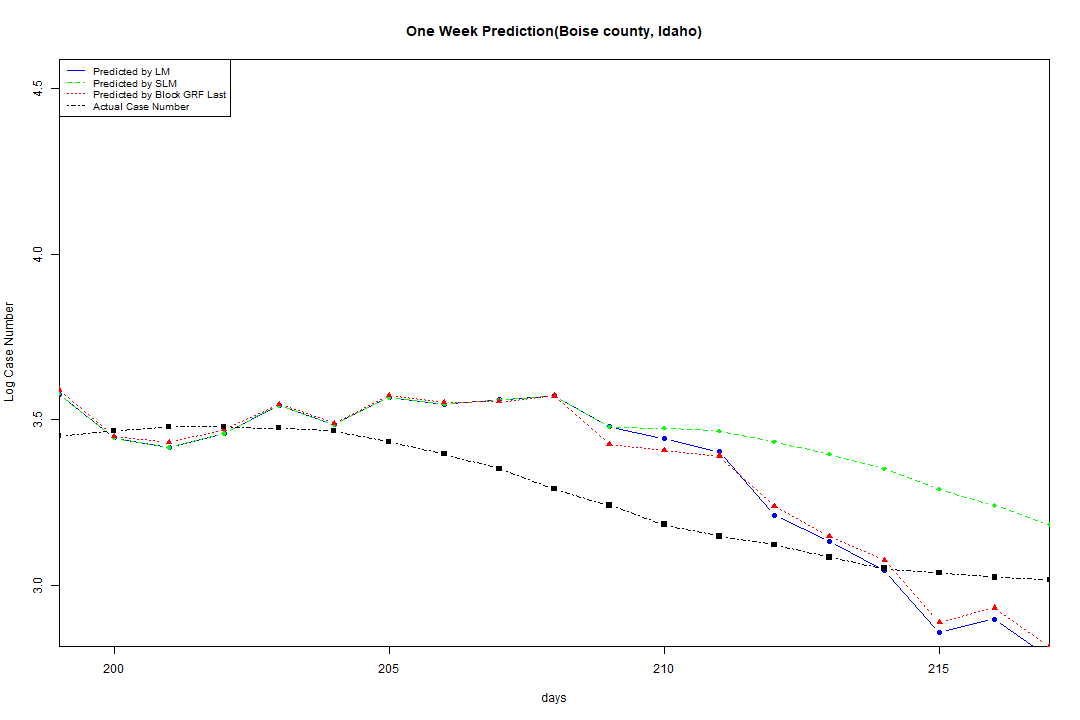 One Week Prediction(Boise county, Idaho)
Predicted by LM
Predicted by SLM
Predicted by Block GRF Last
Actual Case Number
4.5
4.0
3.5
3.0
Log Case Number
200
205
210
215
days